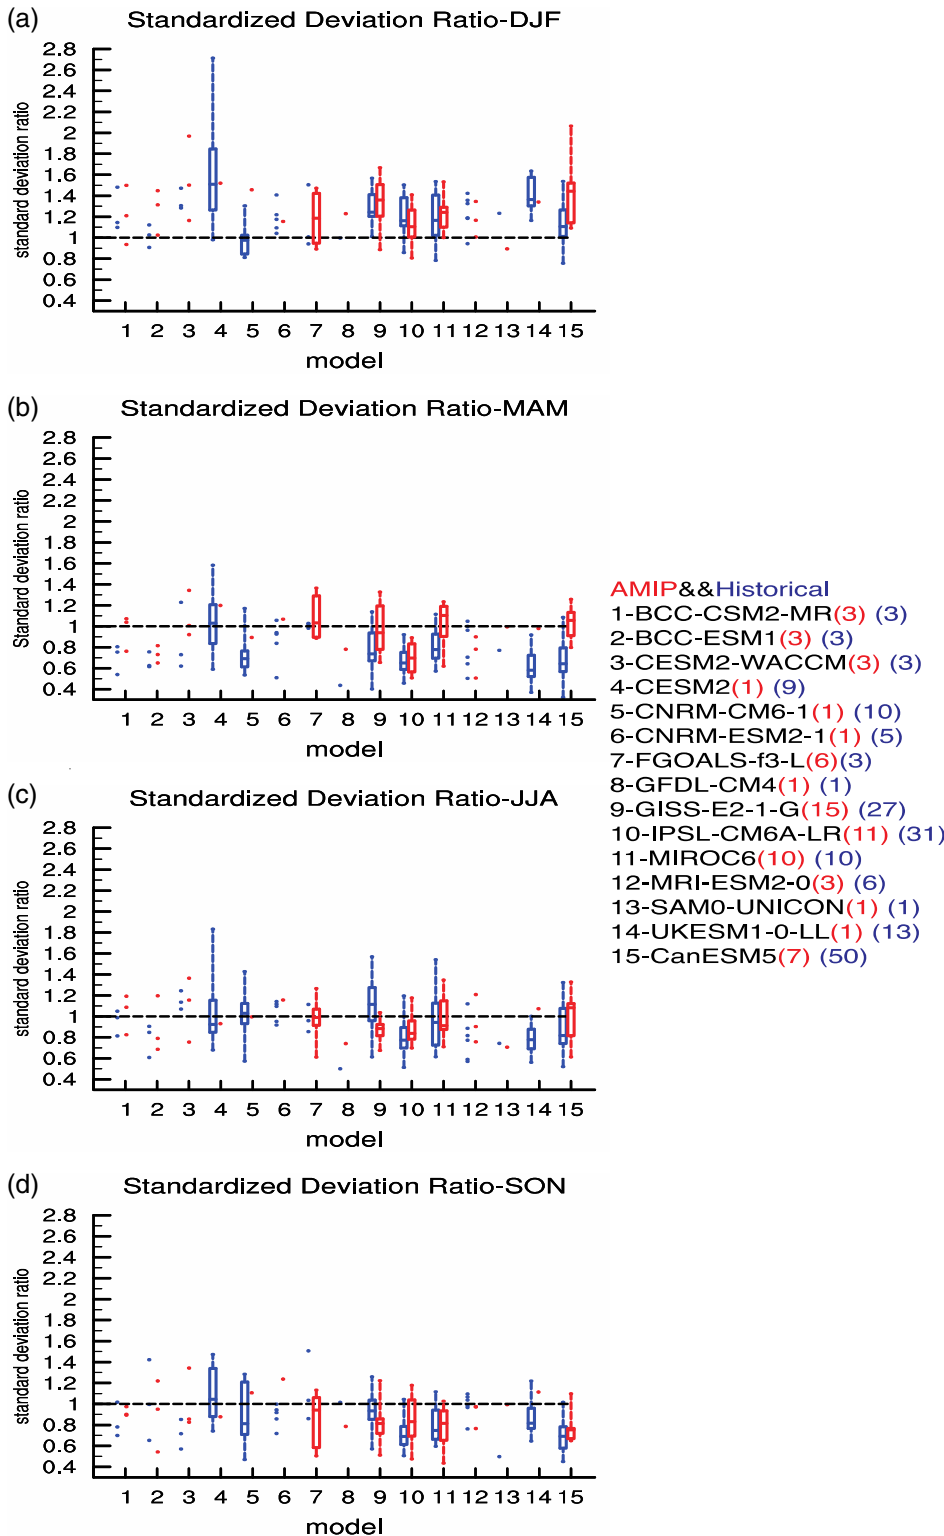 (a) Standardized Deviation Ratio-DJF
standard deviation ratio
2.8
2.6
2.4
2.2
2
1.8
1.6
1.4
1.2
1
0.8
0.6
0.4
1 2 3 4 5 6 7 8 9 10 11 12 13 14 15
model
(b) Standardized Deviation Ratio-MAM
Standard deviation ratio
2.8
2.6
2.4
2.2
2
1.8
1.6
1.4
1.2
1
0.8
0.6
0.4
1 2 3 4 5 6 7 8 9 10 11 12 13 14 15
model
(c) Standardized Deviation Ratio-JJA
standard deviation ratio
2.8
2.6
2.4
2.2
2
1.8
1.6
1.4
1.2
1
0.8
0.6
0.4
1 2 3 4 5 6 7 8 9 10 11 12 13 14 15
model
(d) Standardized Deviation Ratio-SON
standard deviation ratio
2.8
2.6
2.4
2.2
2
1.8
1.6
1.4
1.2
1
0.8
0.6
0.4
1 2 3 4 5 6 7 8 9 10 11 12 13 14 15
model
AMIP&&Historical
1-BCC-CSM2-MR(3) (3)
2-BCC-ESM1(3) (3)
3-CESM2-WACCM(3) (3)
4-CESM2(1) (9)
5-CNRM-CM6-1(1) (10)
6-CNRM-ESM2-1(1) (5)
7-FGOALS-f3-L(6)(3)
8-GFDL-CM4(1) (1)
9-GISS-E2-1-G(15) (27)
10-IPSL-CM6A-LR(11) (31)
11-MIROC6(10) (10)
12-MRI-ESM2-0(3) (6)
13-SAM0-UNICON(1) (1)
14-UKESM1-0-LL(1) (13)
15-CanESM5(7) (50)